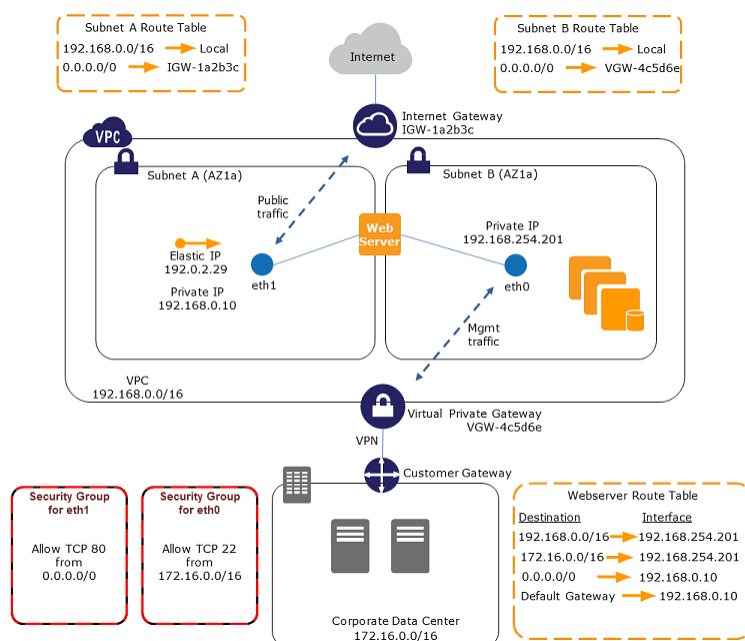 Subnet A Route Table
192.168.0.0/16 Local
0.0.0.0/0 IGW-1a2b3c
Internet
Subnet B Route Table
192.168.0.0/16 Local
0.0.0.0/0 VGW-4c5d6e
Internet Gateway
IGW-1a2b3c
VPC
Subnet A (AZ1a)
Public
traffic
Elastic IP
192.0.2.29
Private IP
192.168.0.10
eth1
Web
Server
Subnet B (AZ1a)
Private IP
192.168.254.201
eth0
Mgmt
traffic
VPC
192.168.0.0/16
Virtual Private Gateway
VGW-4c5d6e
VPN
Customer Gateway
Security Group
for eth1
Allow TCP 80
from
0.0.0.0/0
Security Group
for eth0
Allow TCP 22
from
172.16.0.0/16
Corporate Data Center
172.16.0.0/16
Webserver Route Table
Destination Interface
192.168.0.0/16 192.168.254.201
172.16.0.0/16 192.168.254.201
0.0.0.0/0 192.168.0.10
Default Gateway 192.168.0.10